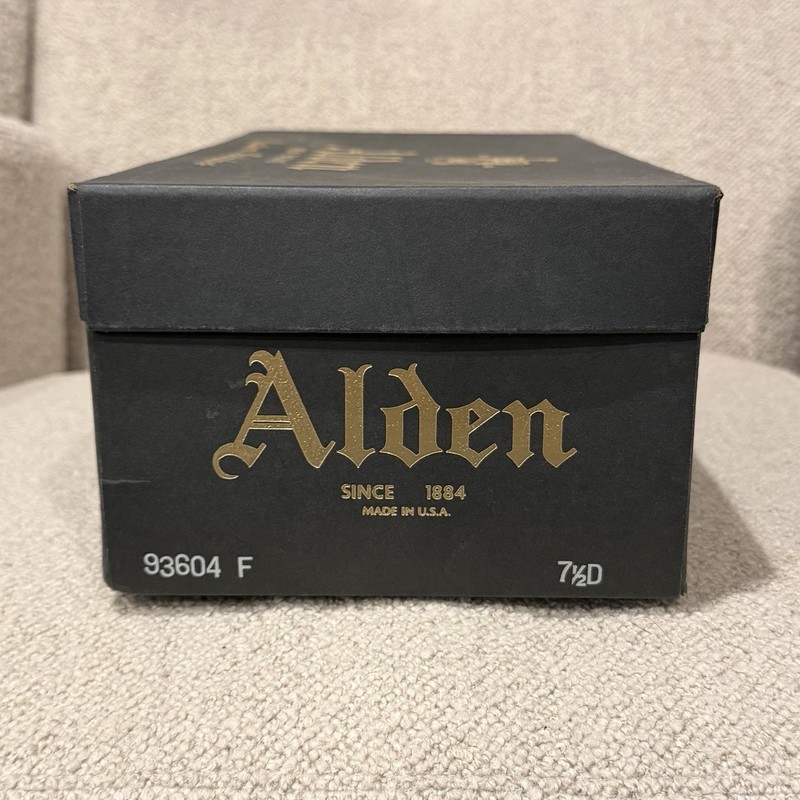 Alden
SINCE 1884
MADE IN U.S.A.
93604 F 7½D